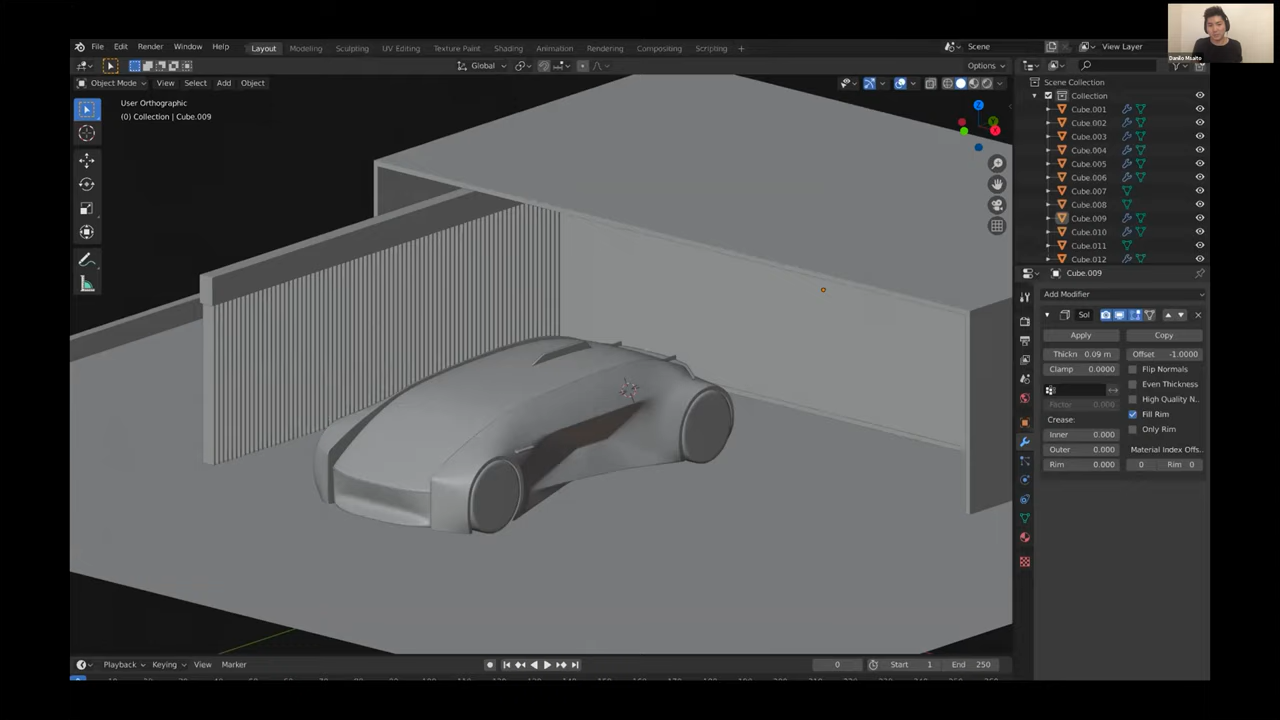 Danilo Makio
File Edit Render Window Help Layout Modeling Sculpting UV Editing Texture Paint Shading Animation Rendering Compositing Scripting + Scene View Layer
Global Options
Object Mode View Select Add Object
User Orthographic
(0) Collection | Cube.009
Z
Y
X
Scene Collection
Collection
Cube.001
Cube.002
Cube.003
Cube.004
Cube.005
Cube.006
Cube.007
Cube.008
Cube.009
Cube.010
Cube.011
Cube.012
Cube.009
Add Modifier
Sol
Apply Copy
Thickn 0.09 m Offset -1.0000
Clamp 0.0000 Flip Normals
Even Thickness
High Quality N..
Factor 0.000 Fill Rim
Crease: Only Rim
Inner 0.000
Outer 0.000 Material Index Offs..
Rim 0.000 0 Rim 0
Playback Keying View Marker 0 Start 1 End 250